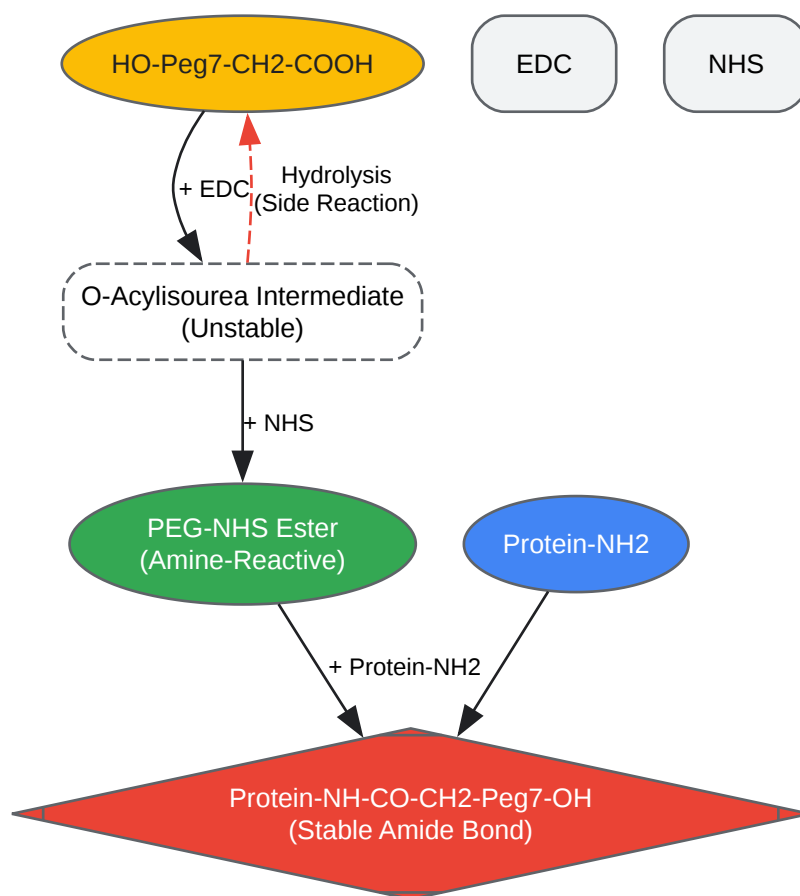 HO-Peg7-CH2-COOH
EDC
NHS
+ EDC
Hydrolysis
(Side Reaction)
O-Acylisourea Intermediate
(Unstable)
+ NHS
PEG-NHS Ester
(Amine-Reactive)
Protein-NH2
+ Protein-NH2
Protein-NH-CO-CH2-Peg7-OH
(Stable Amide Bond)